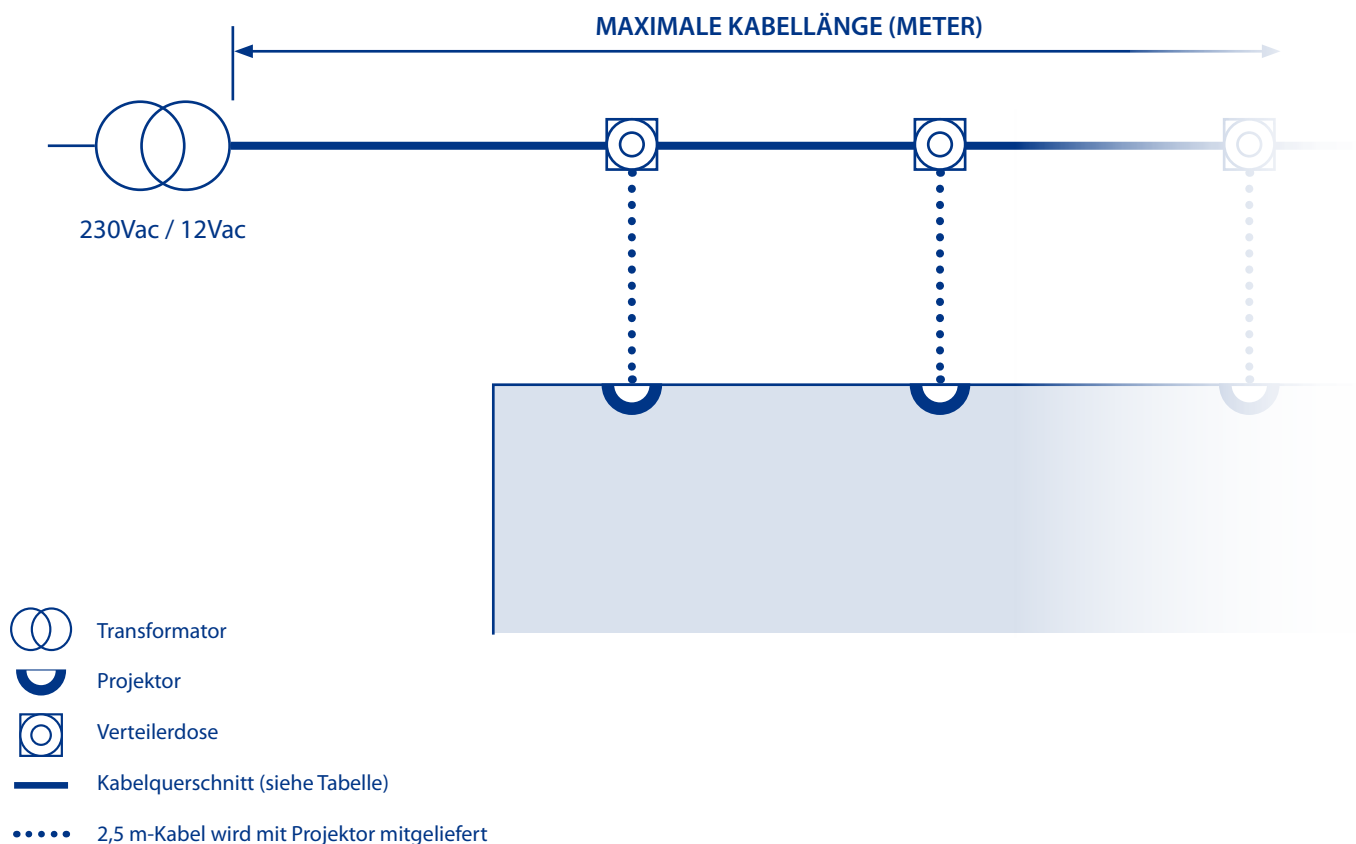 MAXIMALE KABELLÄNGE (METER)
230Vac / 12Vac
Transformator
Projektor
Verteilerdose
Kabelquerschnitt (siehe Tabelle)
2,5 m-Kabel wird mit Projektor mitgeliefert